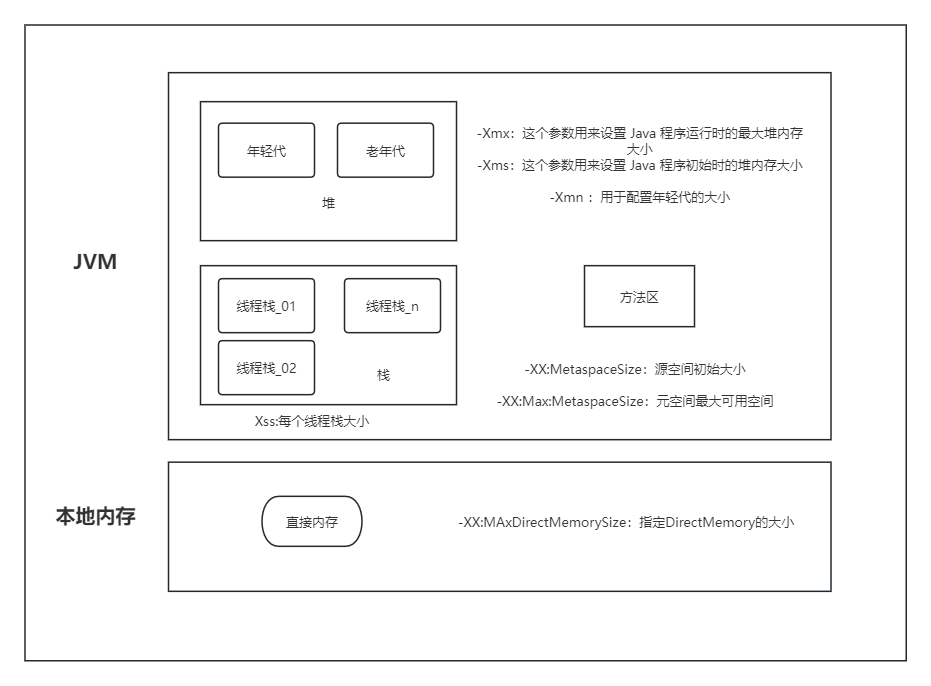 年轻代
老年代
堆
-Xmx：这个参数用来设置 Java 程序运行时的最大堆内存
大小
-Xms：这个参数用来设置 Java 程序初始时的堆内存大小
-Xmn ：用于配置年轻代的大小
JVM
线程栈_01
线程栈_n
线程栈_02
栈
Xss:每个线程栈大小
方法区
-XX:MetaspaceSize：源空间初始大小
-XX:Max:MetaspaceSize：元空间最大可用空间
本地内存
直接内存
-XX:MAxDirectMemorySize：指定DirectMemory的大小